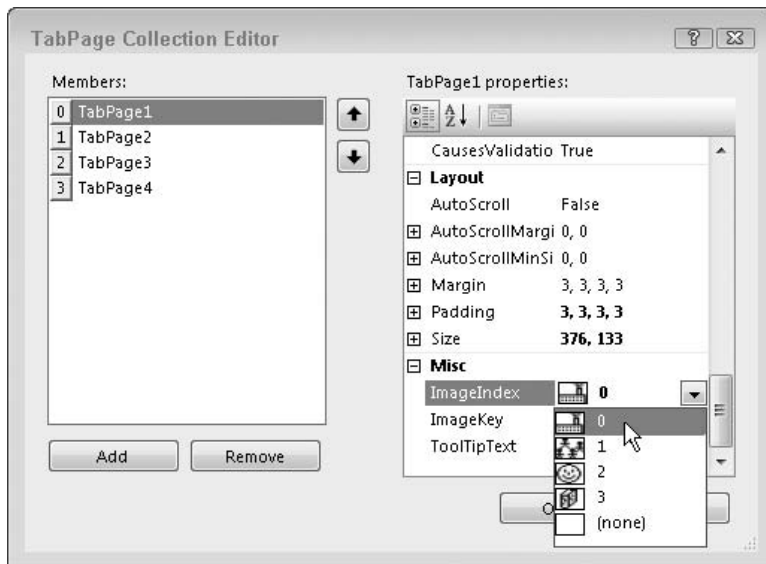 TabPage Collection Editor
Members:
0 TabPage1
1 TabPage2
2 TabPage3
3 TabPage4
Add
Remove
TabPage1 properties:
CausesValidatio True
Layout
AutoScroll False
AutoScrollMargi 0, 0
AutoScrollMinSi 0, 0
Margin 3, 3, 3, 3
Padding 3, 3, 3, 3
Size 376, 133
Misc
ImageIndex 0
ImageKey 0
ToolTipText 1
2
3
(none)
O